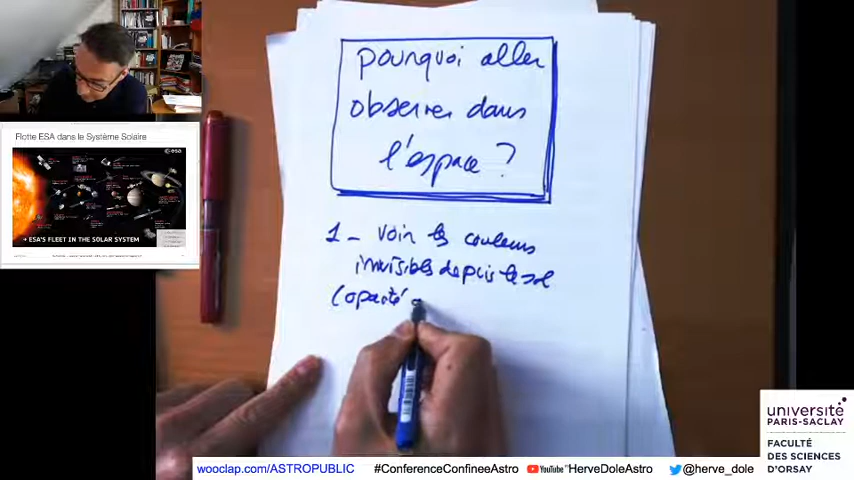 pourquoi aller
observer dans
l'espace ?
1 - voir les couleurs
invisibles depuis le sol
(opacité
Flotte ESA dans le Système Solaire
esa
→ ESA'S FLEET IN THE SOLAR SYSTEM
université
PARIS-SACLAY
FACULTÉ
DES SCIENCES
D'ORSAY
wooclap.com/ASTROPUBLIC #ConferenceConfineeAstro YouTube/HerveDoleAstro @herve_dole